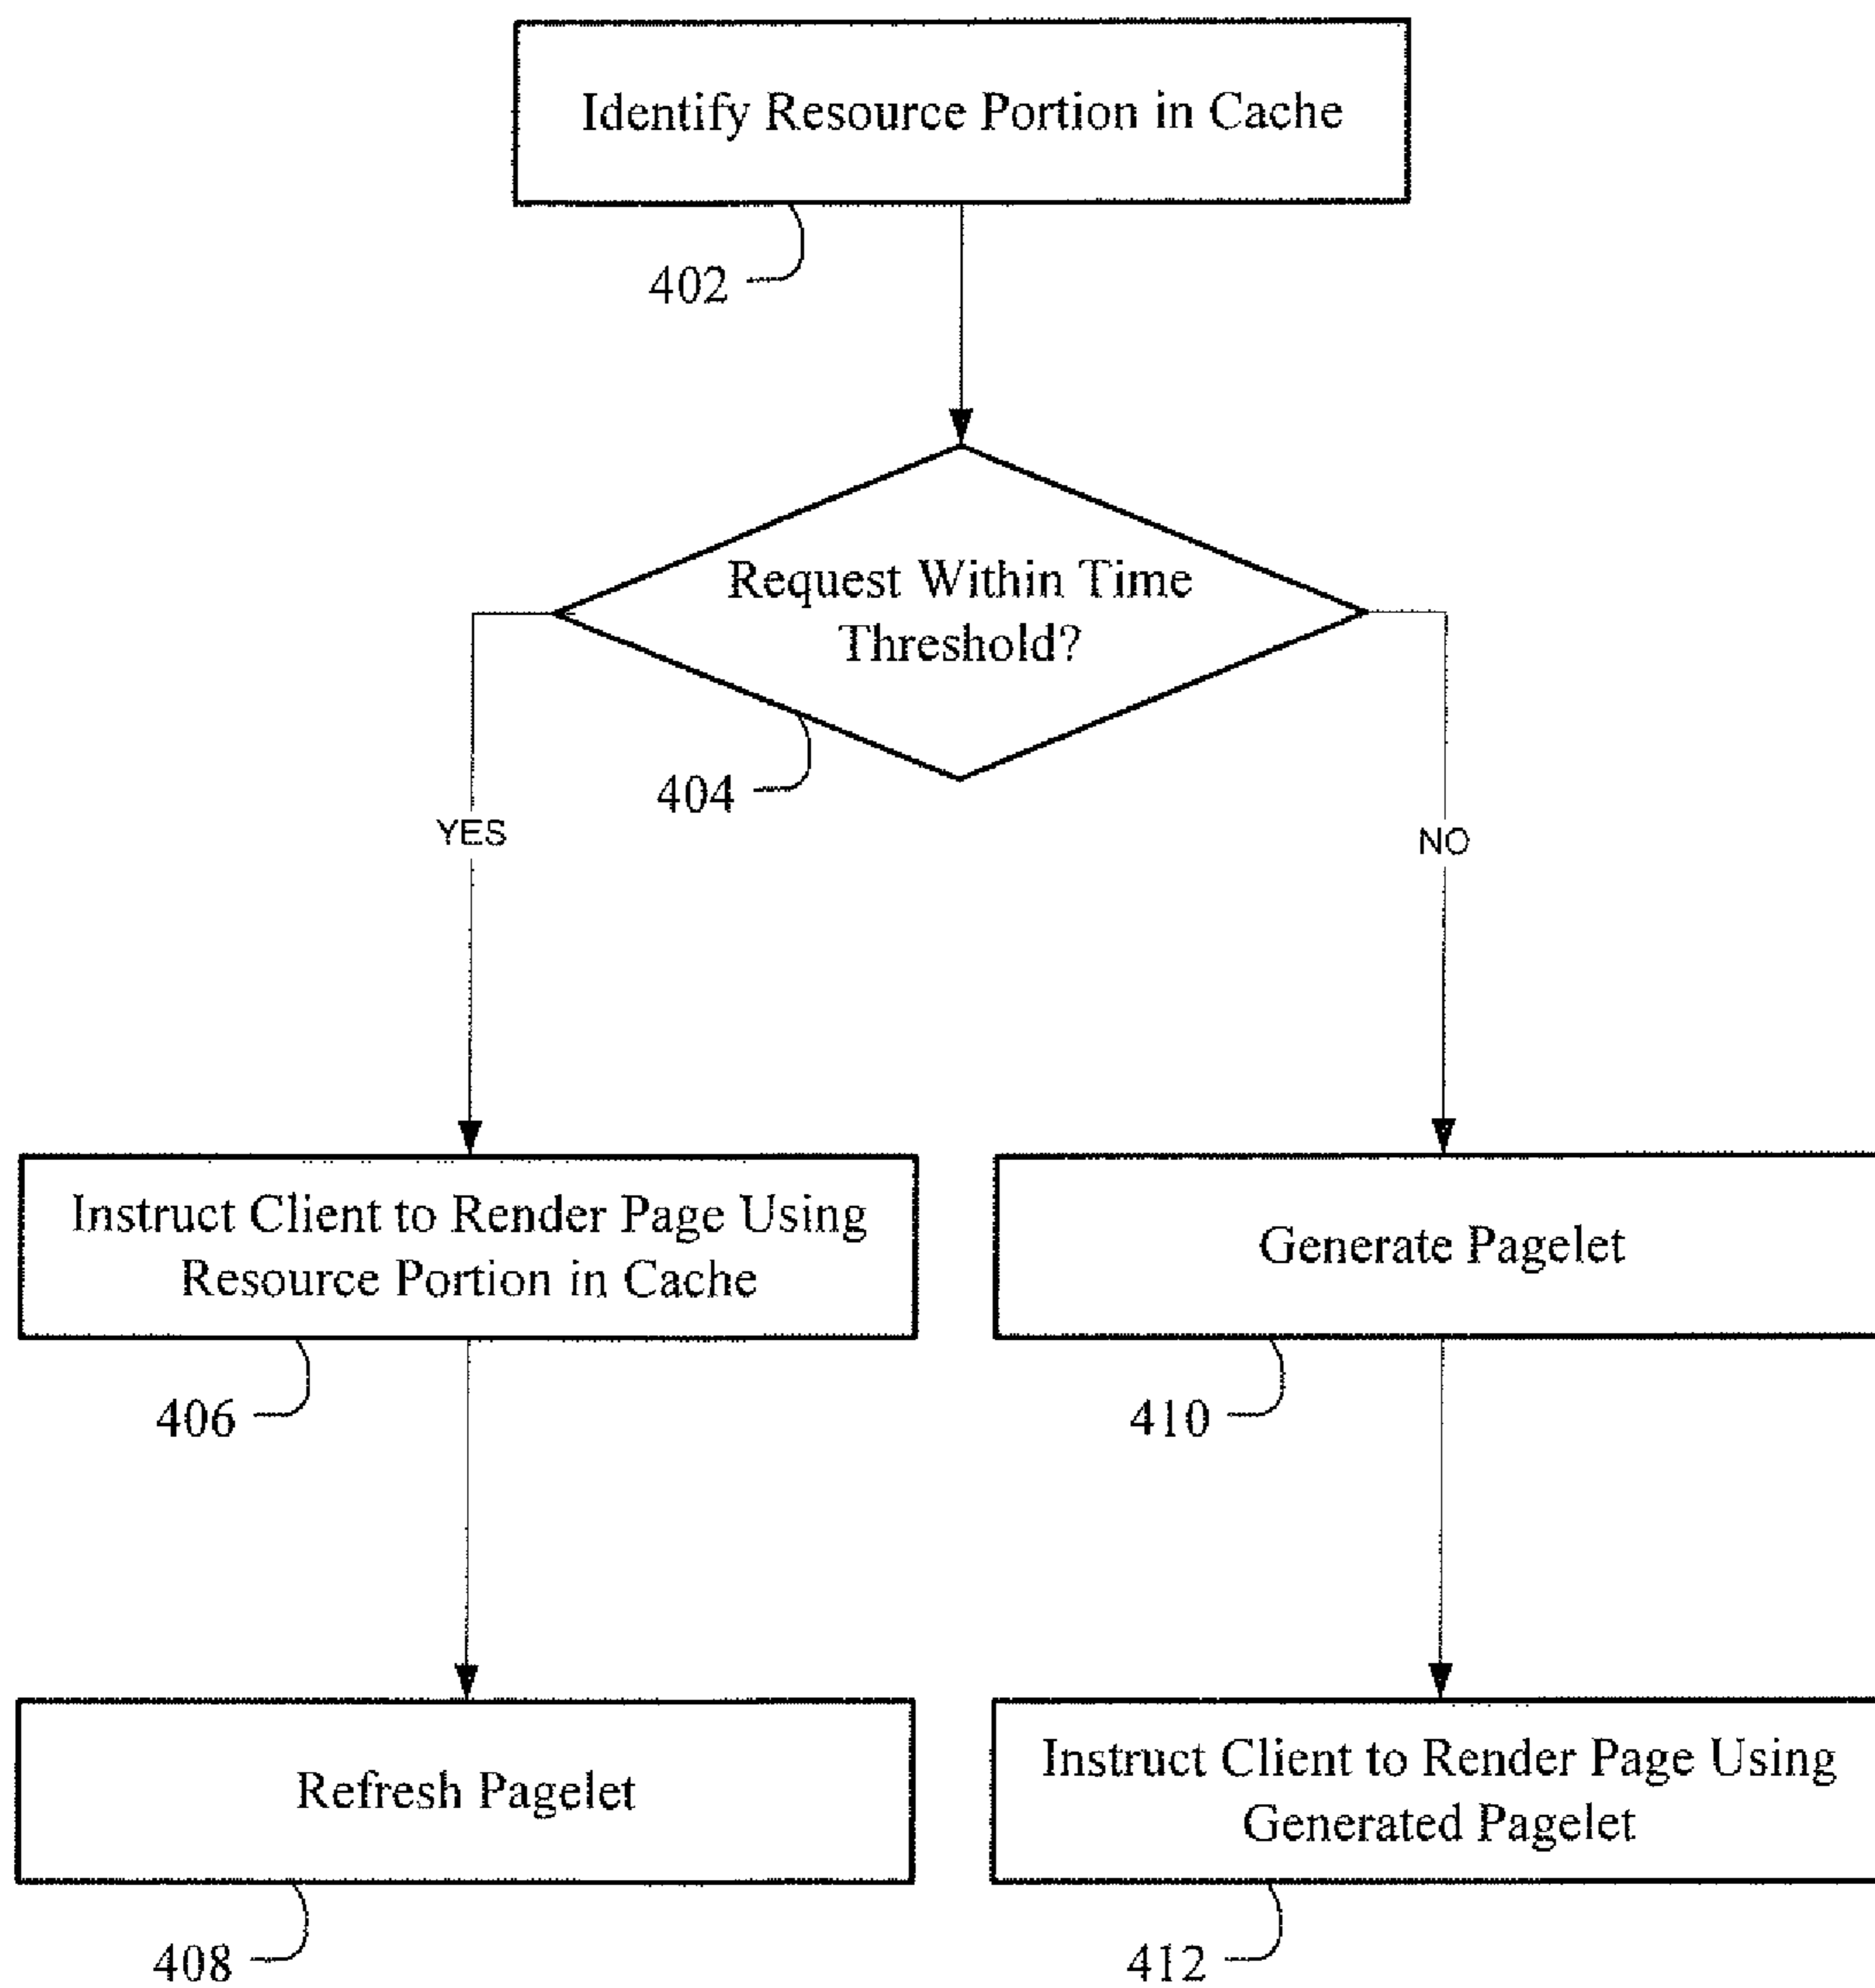 Identify Resource Portion in Cache
402
Request Within Time
Threshold?
404
YES
NO
Instruct Client to Render Page Using
Resource Portion in Cache
406
Generate Pagelet
410
Refresh Pagelet
408
Instruct Client to Render Page Using
Generated Pagelet
412